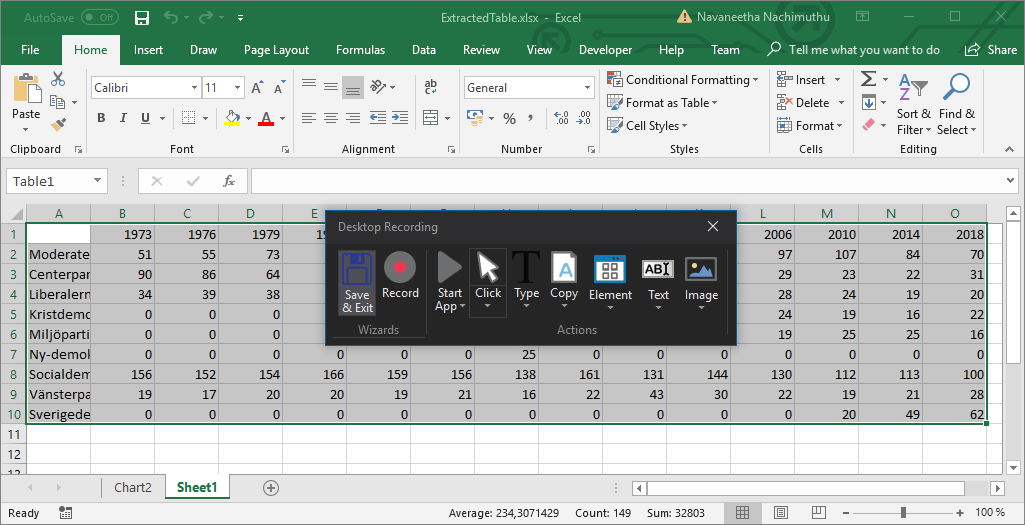 AutoSave Off ExtractedTable.xlsx - Excel Navaneetha Nachimuthu
File Home Insert Draw Page Layout Formulas Data Review View Developer Help Team Tell me what you want to do Share
Paste
Calibri 11 A A
B I U A
ab
General
% ,
Conditional Formatting
Format as Table
Cell Styles
Insert
Delete
Format
Sort & Filter
Find & Select
Clipboard Font Alignment Number Styles Cells Editing
Table1 fx
A B C D E L M N O
1 1973 1976 1979 2006 2010 2014 2018
2 Moderate 51 55 73 97 107 84 70
3 Centerpar 90 86 64 29 23 22 31
4 Liberalern 34 39 38 28 24 19 20
5 Kristdemo 0 0 0 24 19 16 22
6 Miljöparti 0 0 0 19 25 25 16
7 Ny-demok 0 0 0 0 0 0 25 0 0 0 0 0 0 0
8 Socialdem 156 152 154 166 159 156 138 161 131 144 130 112 113 100
9 Vänsterpa 19 17 20 20 19 21 16 22 43 30 22 19 21 28
10 Sverigede 0 0 0 0 0 0 0 0 0 0 0 20 49 62
11
12
Desktop Recording
Save & Exit
Record
Start App
Click
Type
Copy
Element
Text
Image
Wizards Actions
Chart2 Sheet1
Ready Average: 234,3071429 Count: 149 Sum: 32803 100 %